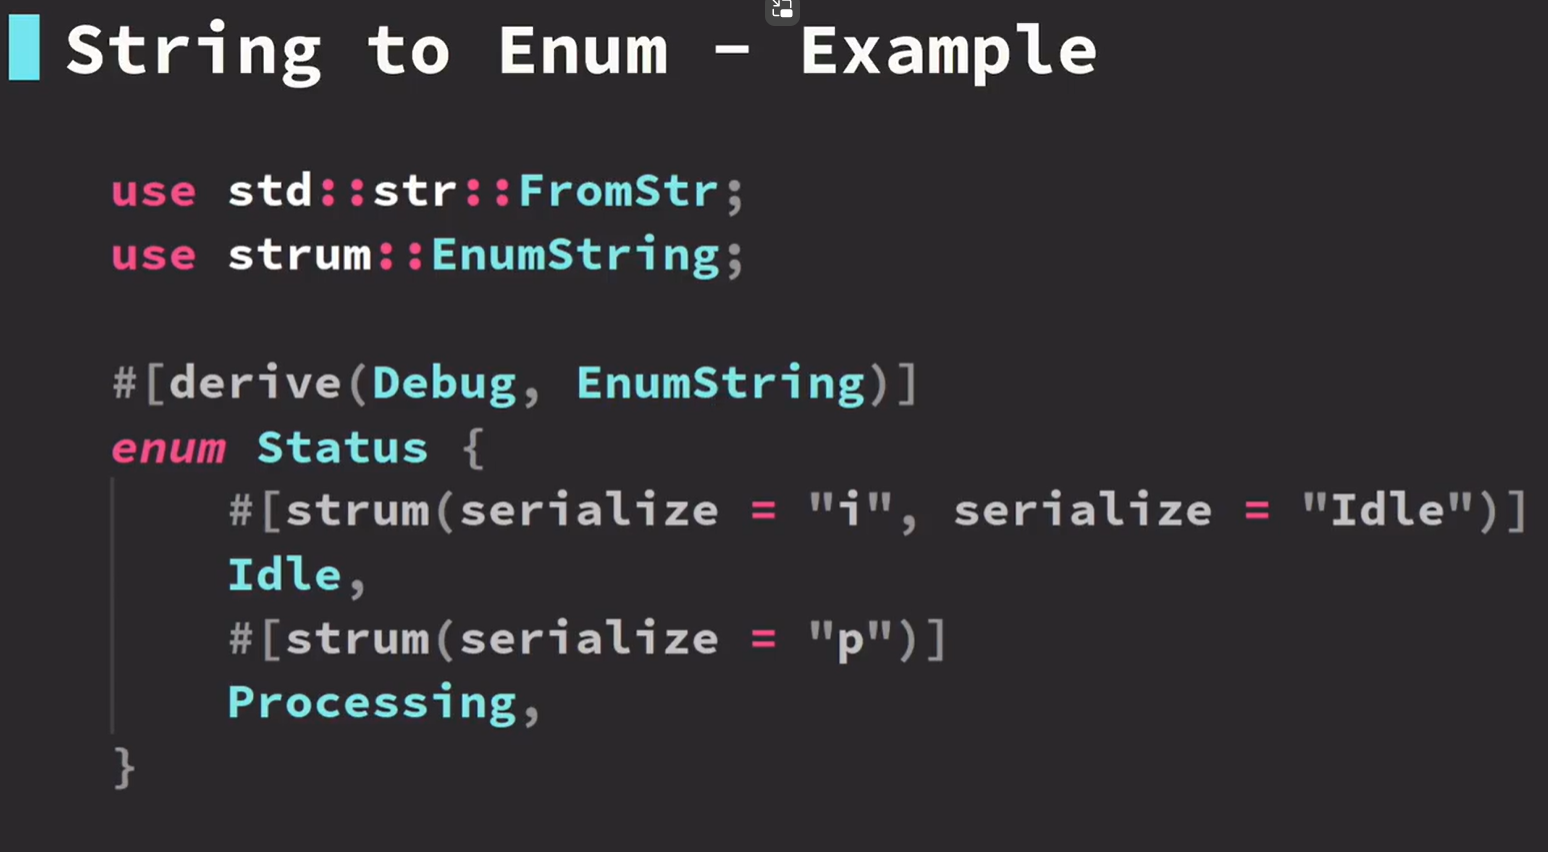 String to Enum - Example
use std::str::FromStr;
use strum::EnumString;
#[derive(Debug, EnumString)]
enum Status {
#[strum(serialize = "i", serialize = "Idle")]
Idle,
#[strum(serialize = "p")]
Processing,
}